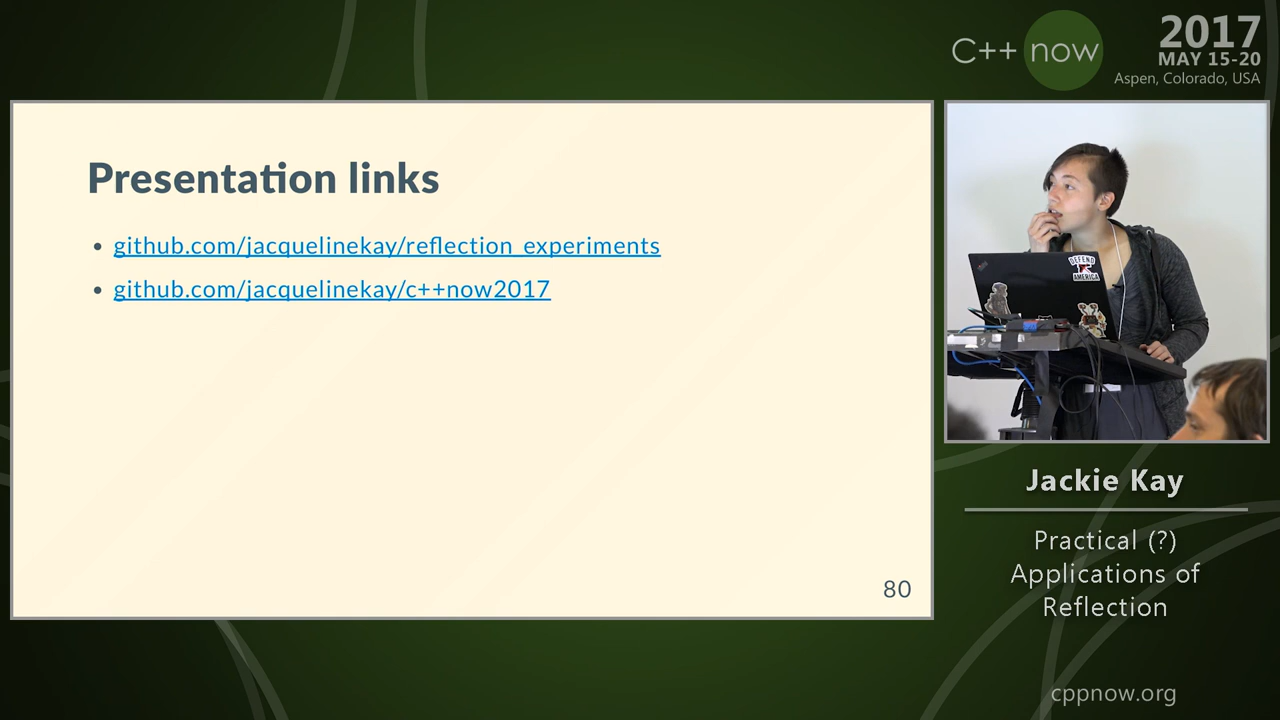 C++ now
2017
MAY 15-20
Aspen, Colorado, USA
Presentation links
• github.com/jacquelinekay/reflection_experiments
• github.com/jacquelinekay/c++now2017
80
DEFEND
AMERICA
Jackie Kay
Practical (?)
Applications of
Reflection
cppnow.org